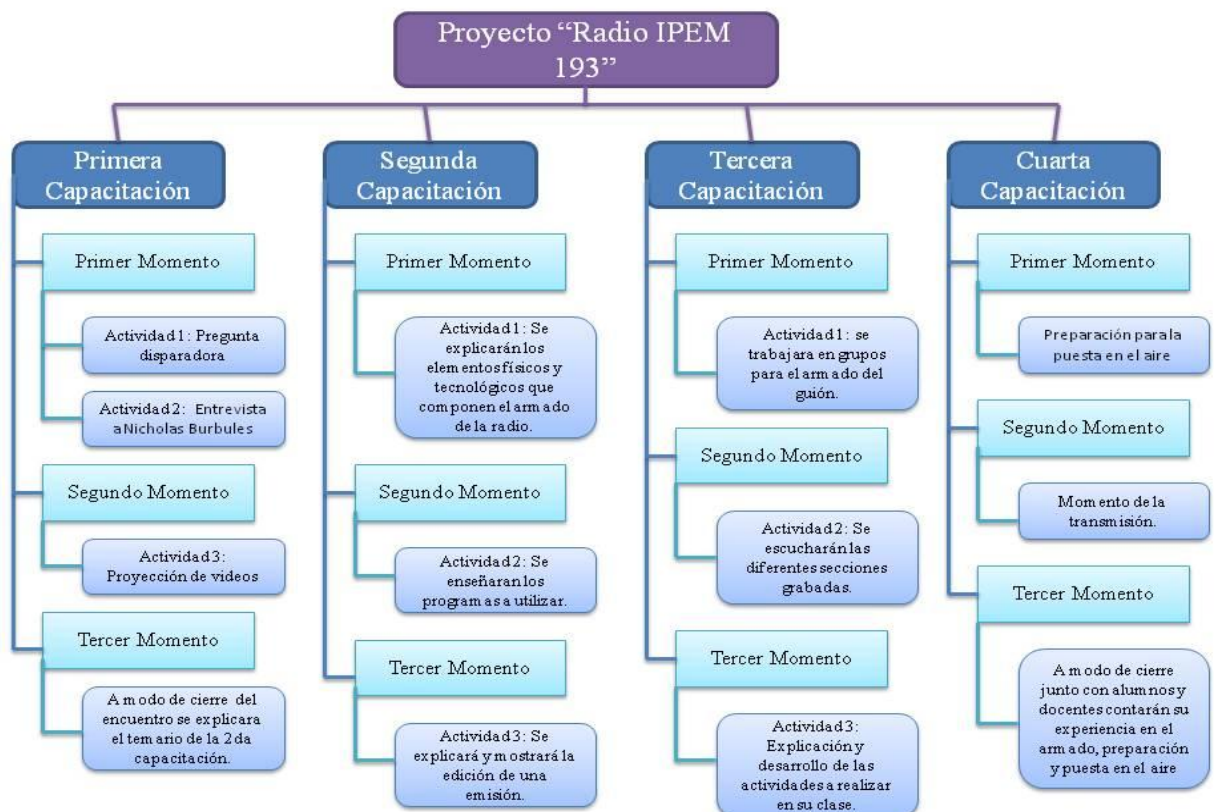 Proyecto “Radio IPEM
193”
Primera
Capacitación
Primer Momento
Actividad 1: Pregunta
disparadora
Actividad 2: Entrevista
a Nicholas Burbules
Segundo Momento
Actividad 3:
Proyección de videos
Tercer Momento
A modo de cierre del
encuentro se explicara
el temario de la 2da
capacitación.
Segunda
Capacitación
Primer Momento
Actividad 1: Se
explicarán los
elementos físicos y
tecnológicos que
componen el armado
de la radio.
Segundo Momento
Actividad 2: Se
enseñaran los
programas a utilizar.
Tercer Momento
Actividad 3: Se
explicará y mostrará la
edición de una
emisión.
Tercera
Capacitación
Primer Momento
Actividad 1: se
trabajara en grupos
para el armado del
guión.
Segundo Momento
Actividad 2: Se
escucharán las
diferentes secciones
grabadas.
Tercer Momento
Actividad 3:
Explicación y
desarrollo de las
actividades a realizar
en su clase.
Cuarta
Capacitación
Primer Momento
Preparación para la
puesta en el aire
Segundo Momento
Momento de la
transmisión.
Tercer Momento
A modo de cierre
junto con alumnos y
docentes contarán su
experiencia en el
armado, preparación
y puesta en el aire